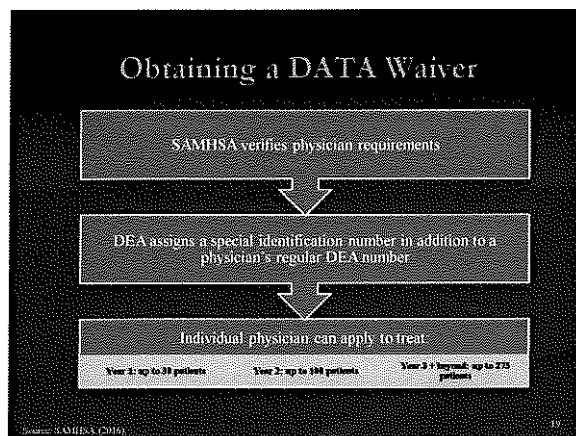 Obtaining a DATA Waiver
SAMHSA verifies physician requirements
DEA assigns a special identification number in addition to a
physician's regular DEA number
Individual physician can apply to treat
Year 1: up to 30 patients
Year 2: up to 100 patients
Year 3 + beyond: up to 275
patients
Source: SAMHSA (2016)
19